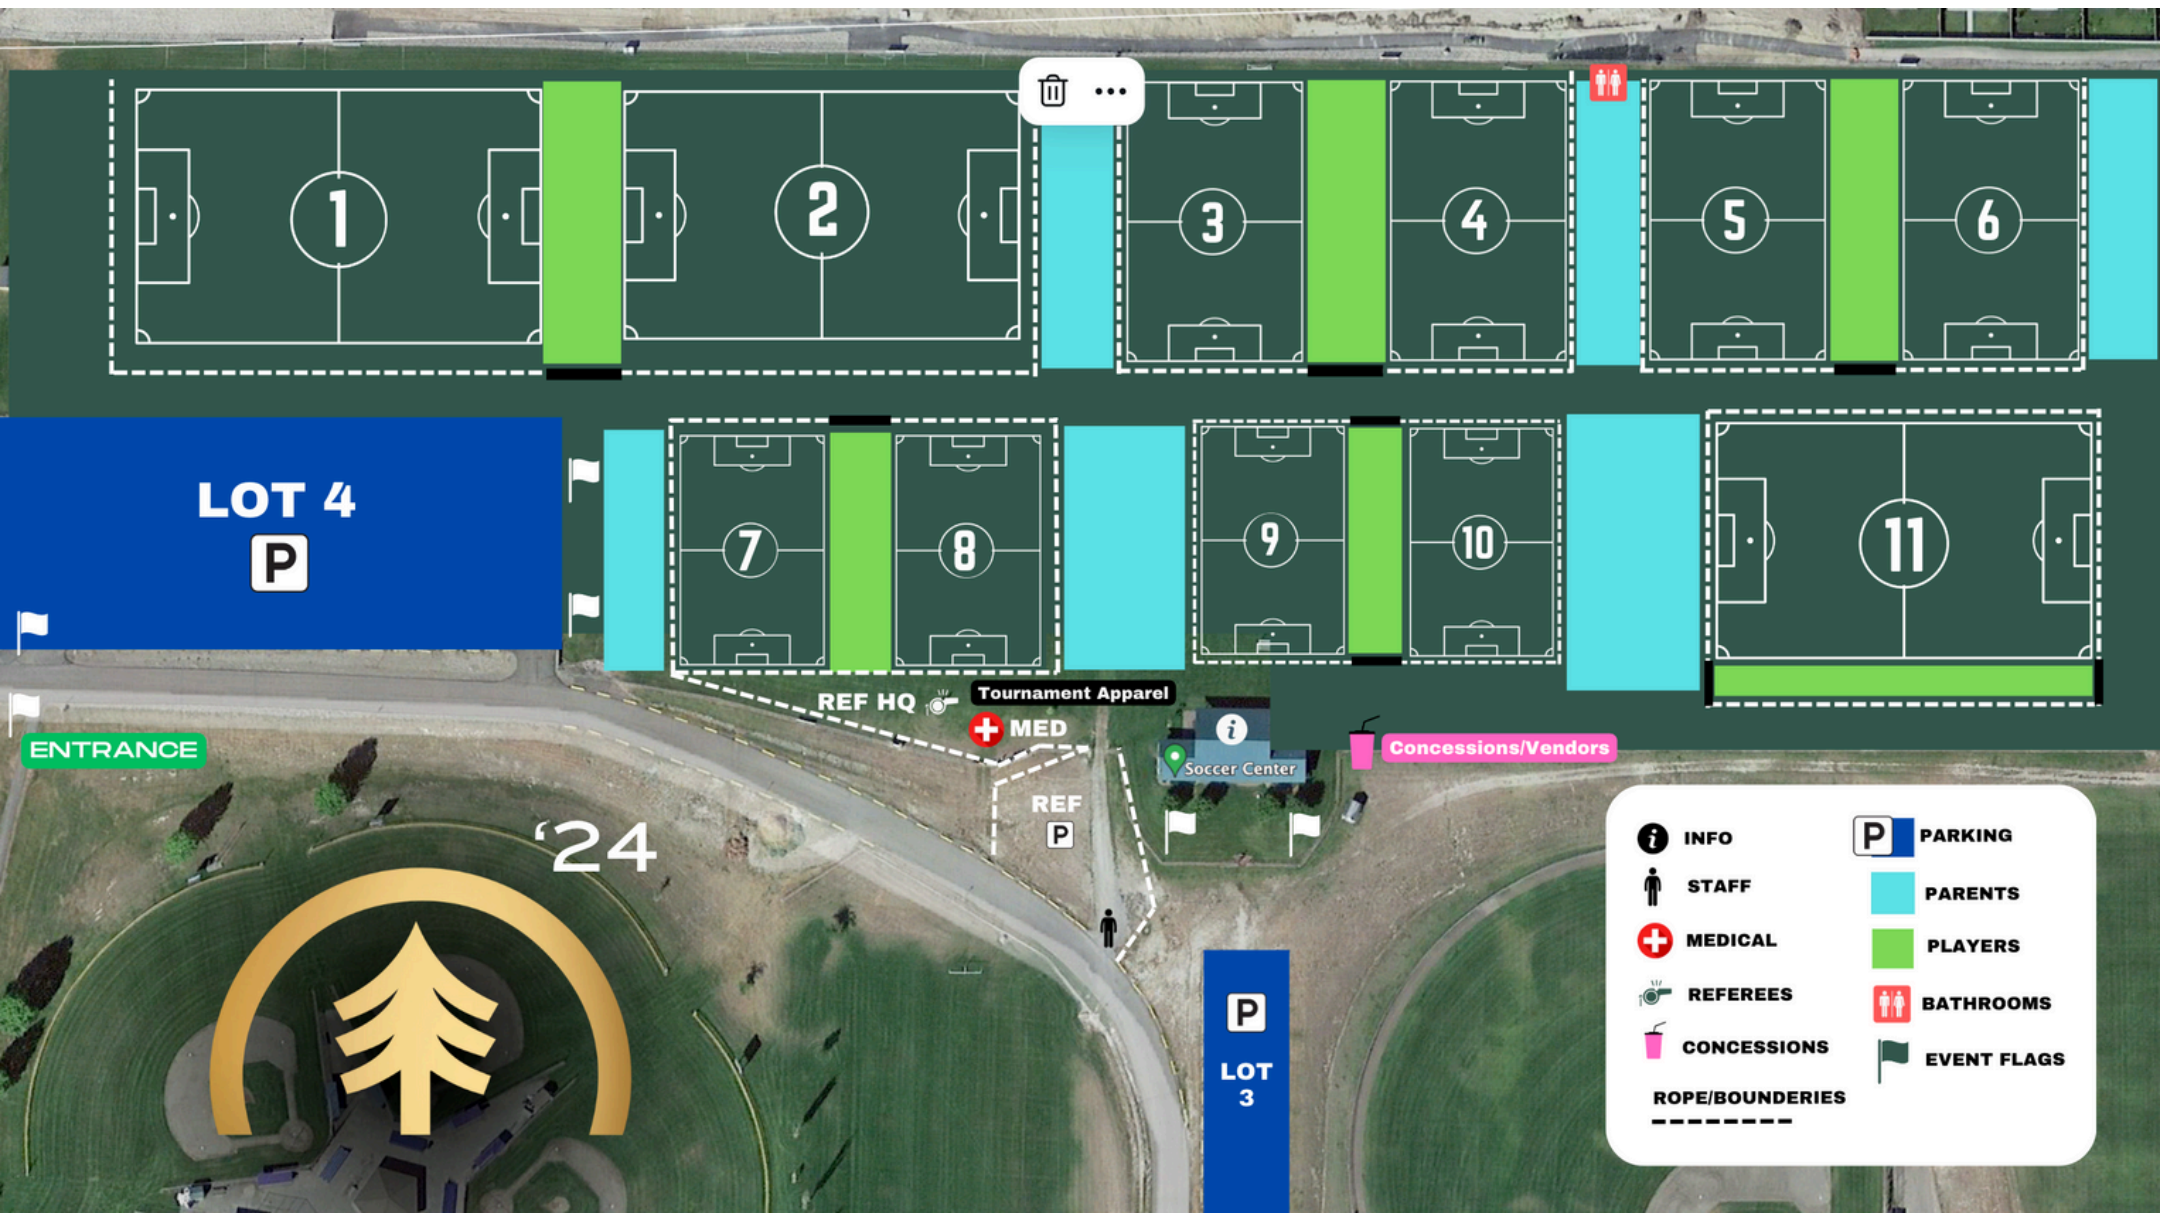 1
2
3
4
5
6
LOT 4
P
7
8
9
10
11
REF HQ
Tournament Apparel
MED
i
Soccer Center
Concessions/Vendors
ENTRANCE
REF
P
‘24
P
LOT
3
i INFO
STAFF
MEDICAL
REFEREES
CONCESSIONS
ROPE/BOUNDERIES
P PARKING
PARENTS
PLAYERS
BATHROOMS
EVENT FLAGS